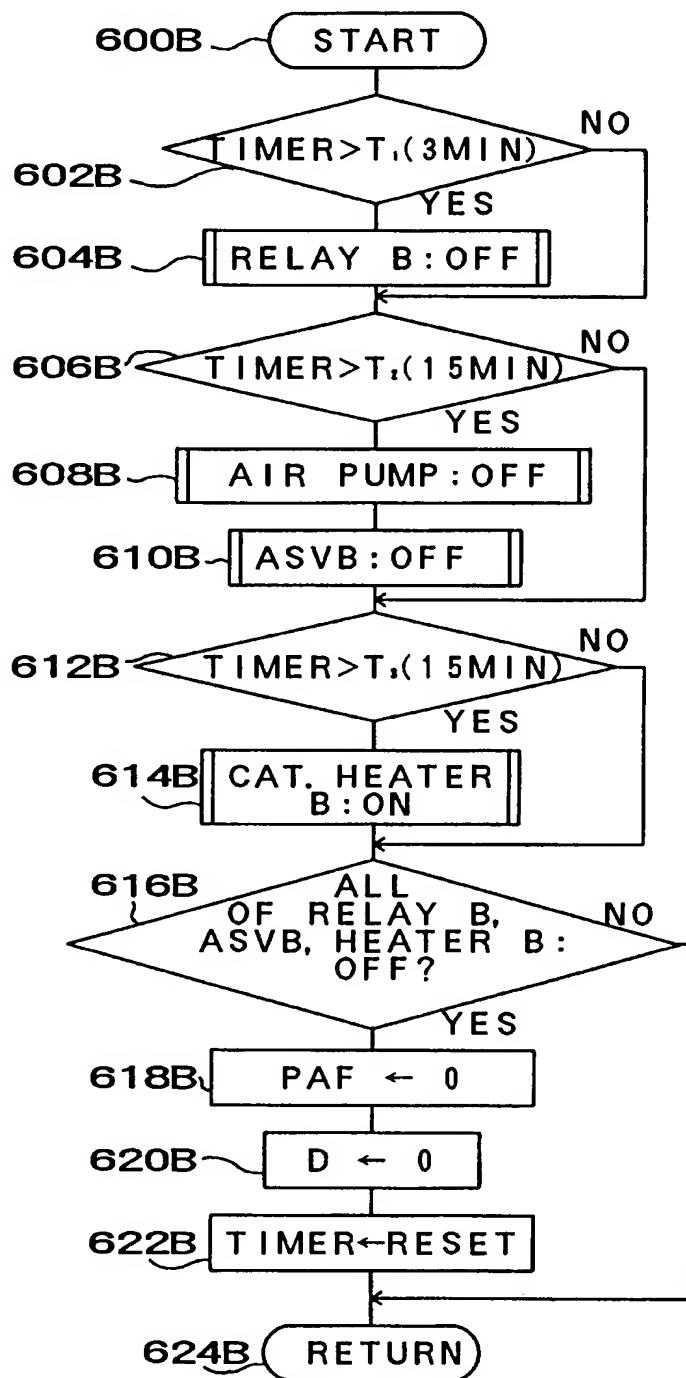 600B START
TIMER>T₁(3MIN) NO
602B
YES
604B RELAY B:OFF
606B TIMER>T₂(15MIN) NO
YES
608B AIR PUMP:OFF
610B ASVB:OFF
612B TIMER>T₃(15MIN) NO
YES
614B CAT. HEATER
B:ON
616B ALL
OF RELAY B, NO
ASVB, HEATER B:
OFF?
YES
618B PAF ← 0
620B D ← 0
622B TIMER←RESET
624B RETURN